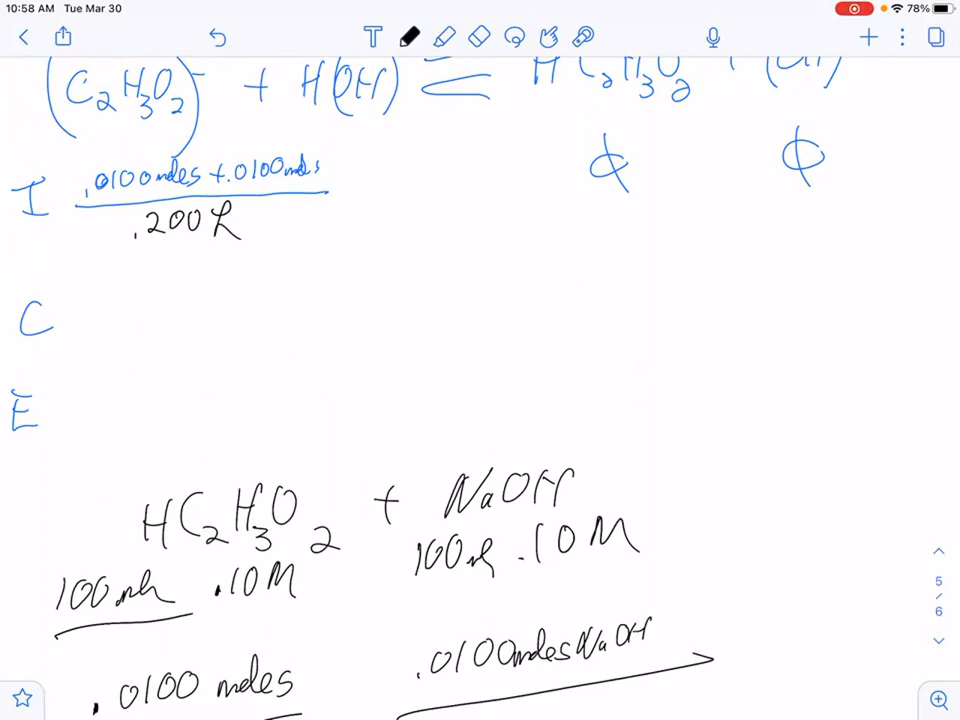 10:58 AM Tue Mar 30 78%
T
(C₂H₃O₂)⁻ + H(OH) ⇌ HC₂H₃O₂ + (OH)
I .0100 moles + .0100 moles ϕ ϕ
.200 L
C
E
HC₂H₃O₂ + NaOH
100 mL .10 M 100 mL .10 M
.0100 moles .0100 moles NaOH
5
/
6